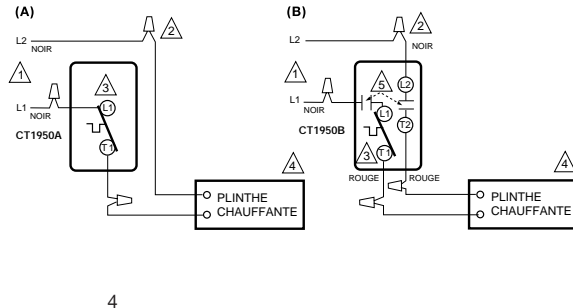 (A)
2
L2
NOIR
1
3
L1
NOIR
L1
CT1950A
T1
4
PLINTHE
CHAUFFANTE
(B)
2
L2
NOIR
1
5
L2
L1
NOIR
L1
CT1950B
T2
3
T1
4
ROUGE
ROUGE
PLINTHE
CHAUFFANTE
4